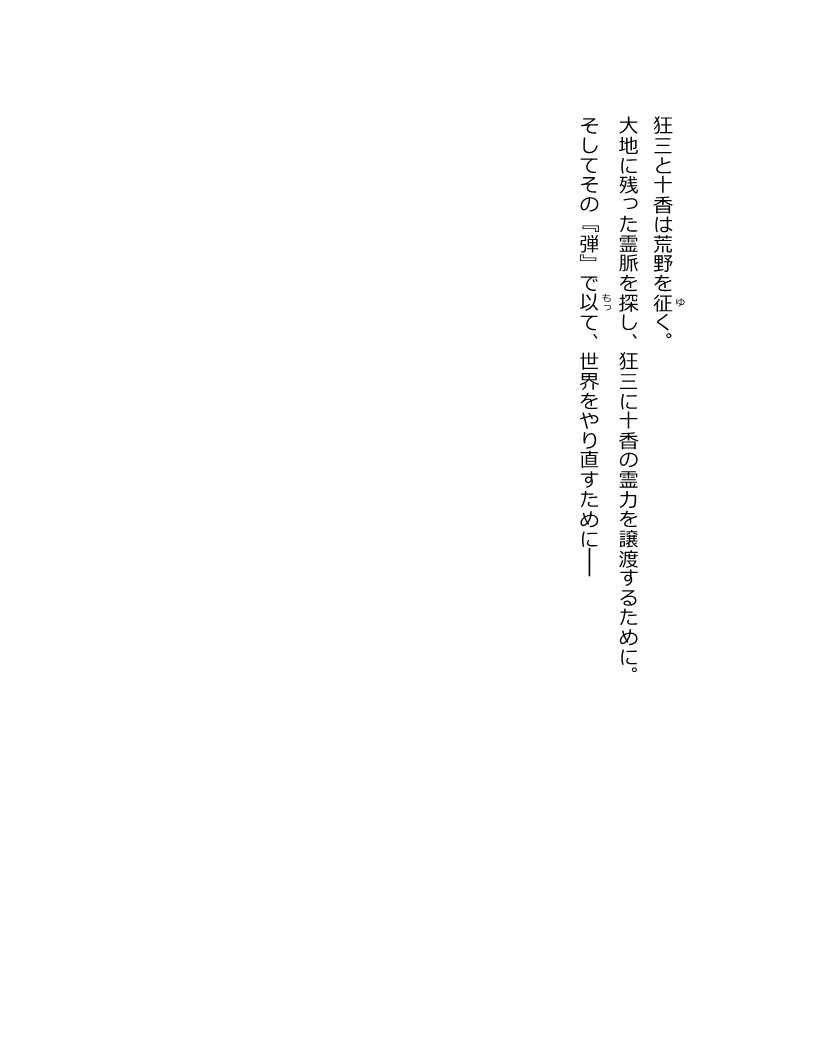 狂三と十香は荒野を征く。
大地に残った霊脈を探し、狂三に十香の霊力を譲渡するために。
そしてその『弾』で以て、世界をやり直すために――